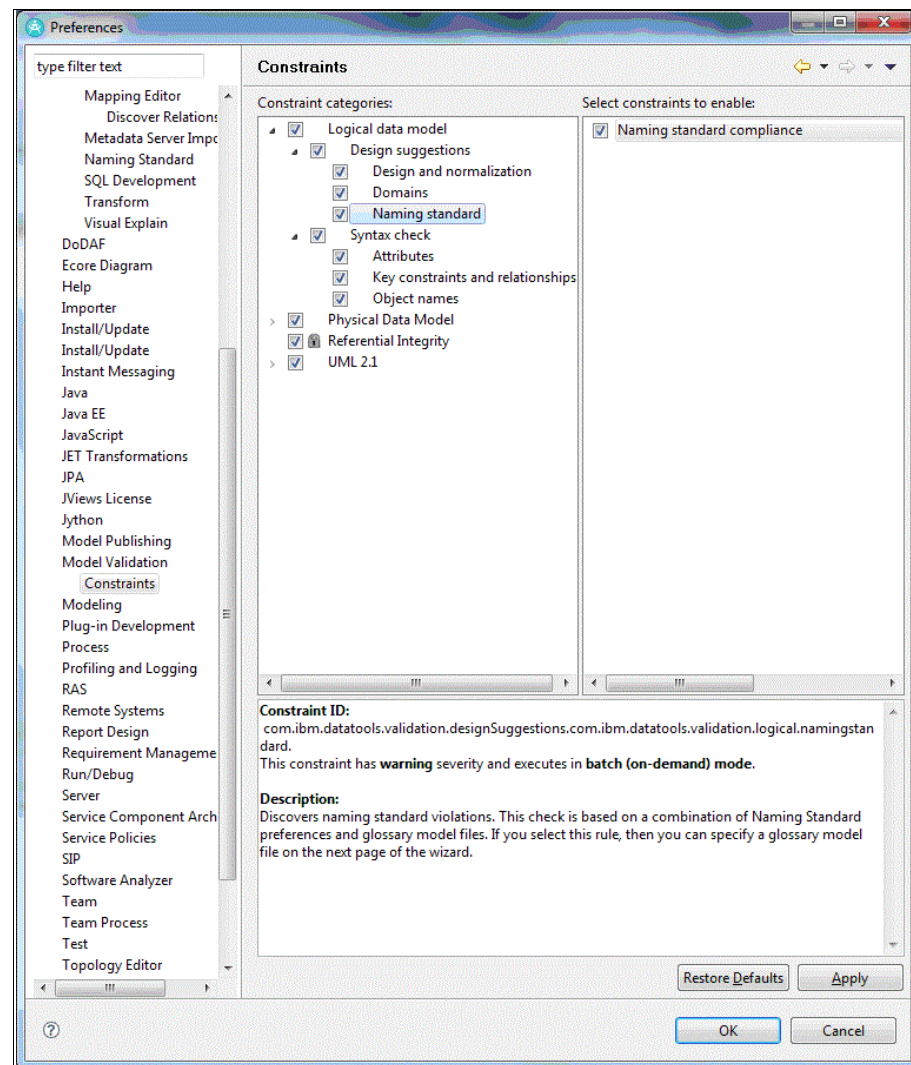 Preferences
type filter text
Mapping Editor
Discover Relations
Metadata Server Impo
Naming Standard
SQL Development
Transform
Visual Explain
DoDAF
Ecore Diagram
Help
Importer
Install/Update
Install/Update
Instant Messaging
Java
Java EE
JavaScript
JET Transformations
JPA
JViews License
Jython
Model Publishing
Model Validation
Constraints
Modeling
Plug-in Development
Process
Profiling and Logging
RAS
Remote Systems
Report Design
Requirement Manageme
Run/Debug
Server
Service Component Arch
Service Policies
SIP
Software Analyzer
Team
Team Process
Test
Topology Editor
Constraints
Constraint categories:
Logical data model
Design suggestions
Design and normalization
Domains
Naming standard
Syntax check
Attributes
Key constraints and relationships
Object names
Physical Data Model
Referential Integrity
UML 2.1
Select constraints to enable:
Naming standard compliance
Constraint ID:
com.ibm.datatools.validation.designSuggestions.com.ibm.datatools.validation.logical.namingstan
dard.
This constraint has warning severity and executes in batch (on-demand) mode.
Description:
Discovers naming standard violations. This check is based on a combination of Naming Standard
preferences and glossary model files. If you select this rule, then you can specify a glossary model
file on the next page of the wizard.
Restore Defaults
Apply
OK
Cancel